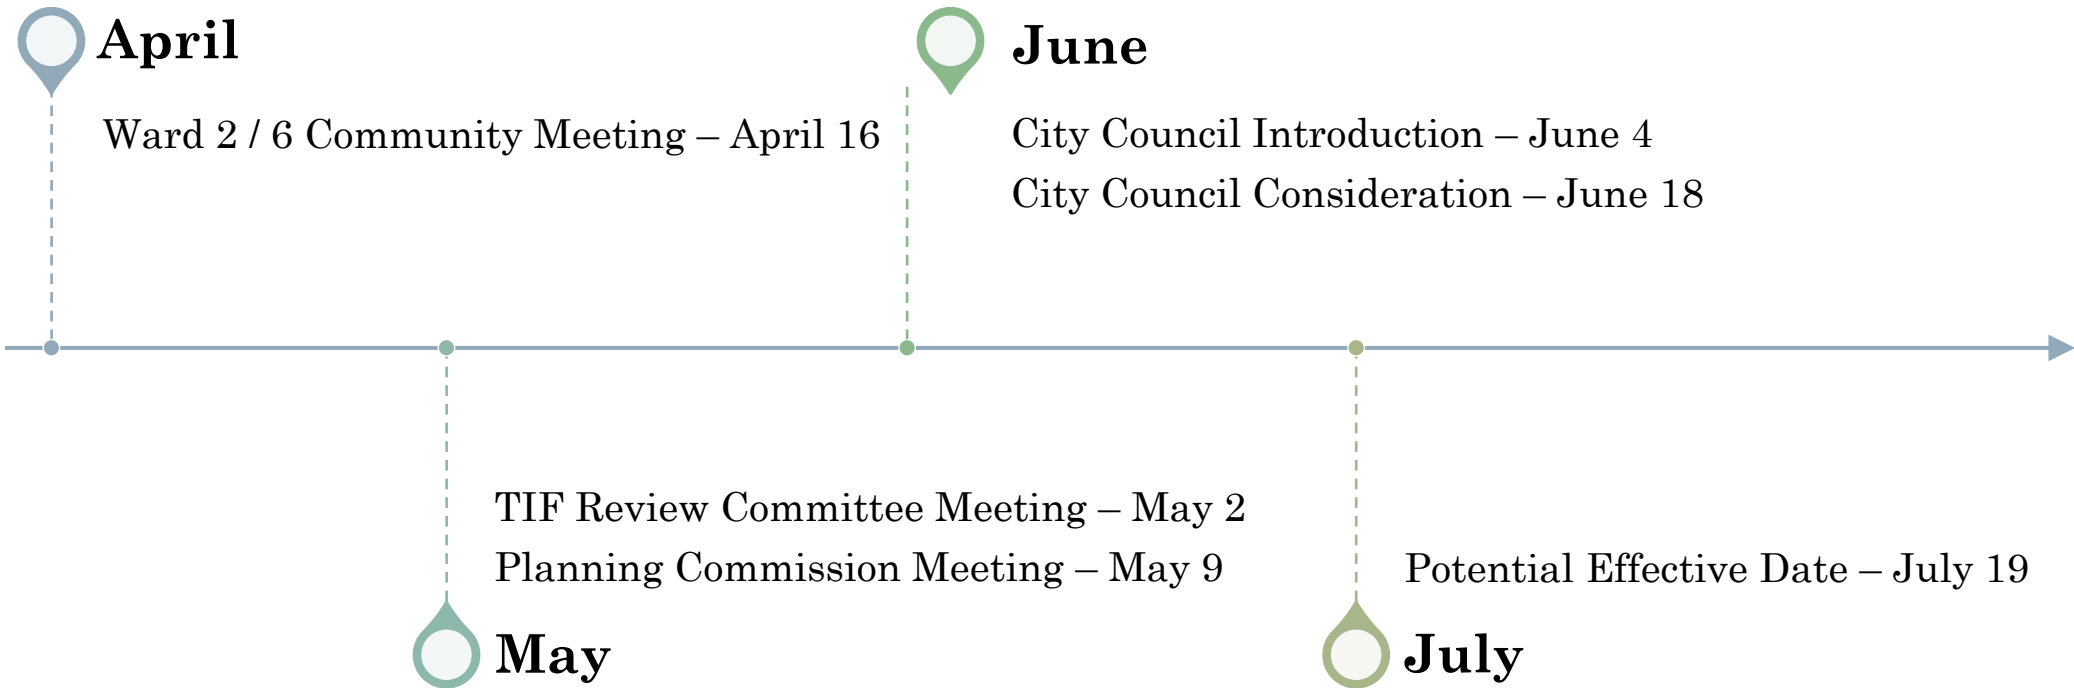 April
Ward 2 / 6 Community Meeting – April 16
June
City Council Introduction – June 4
City Council Consideration – June 18
TIF Review Committee Meeting – May 2
Planning Commission Meeting – May 9
May
Potential Effective Date – July 19
July